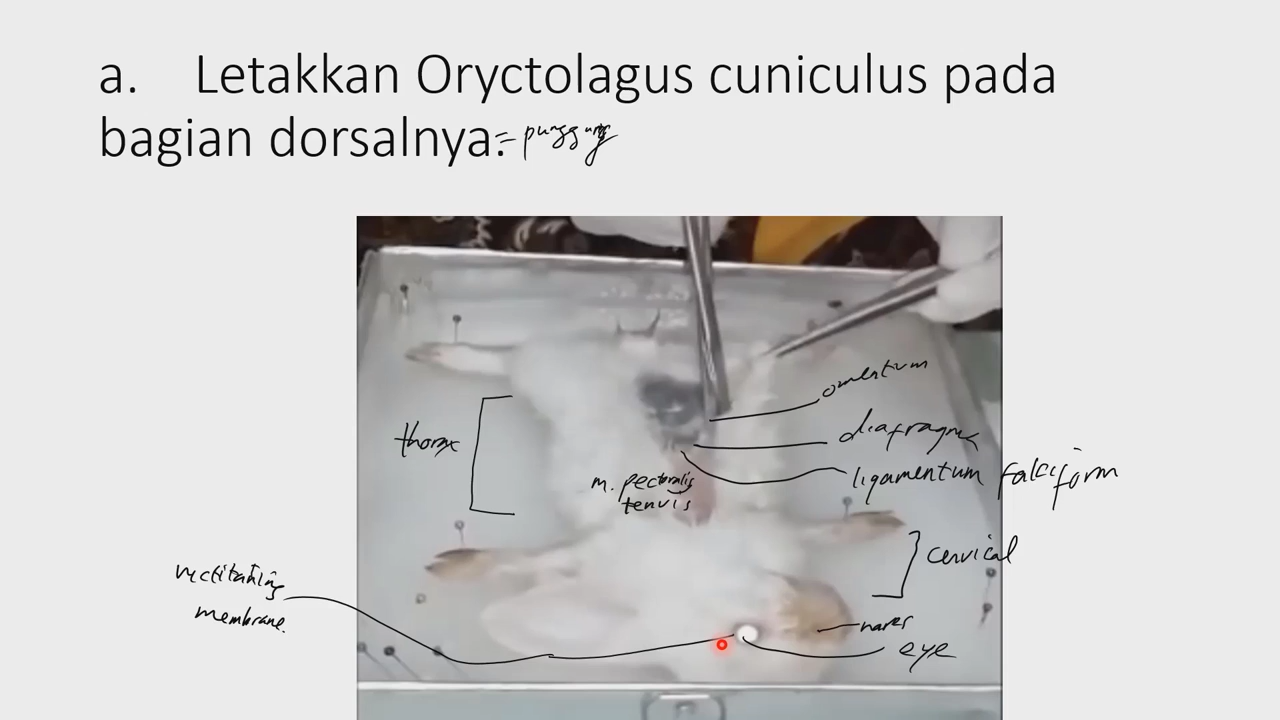 a. Letakkan Oryctolagus cuniculus pada
bagian dorsalnya.
= punggung
omentum
diafragma
ligamentum falciform
thorax
m. pectoralis
tenuis
cervical
nictitating
membrane.
nares
eye